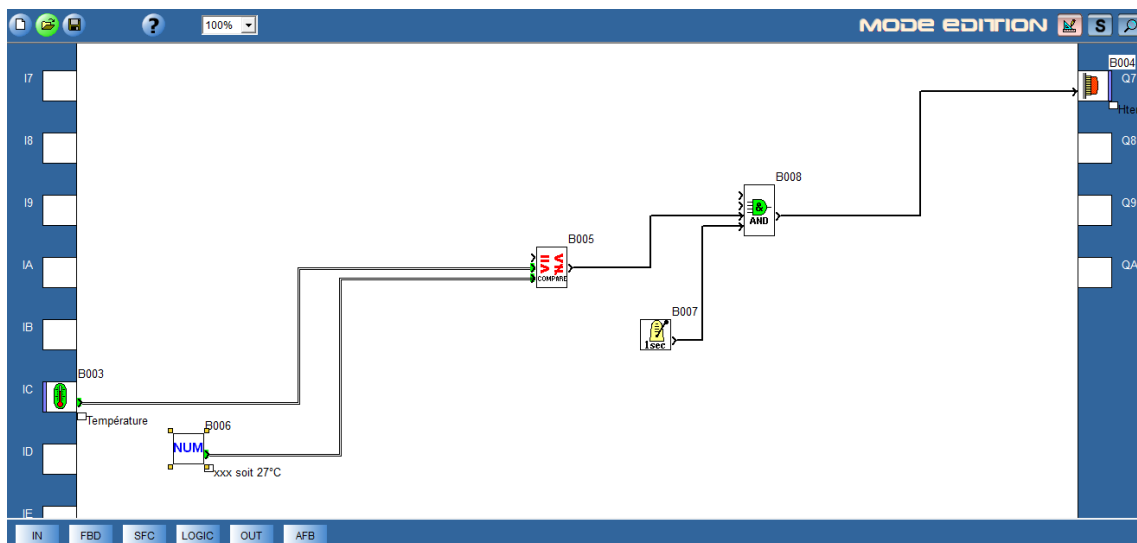 100%
MODE EDITION
S
I7
I8
I9
IA
IB
IC
ID
IE
B003
Température
B006
NUM
xxx soit 27°C
B005
COMPARE
B007
1sec
B008
&
AND
B004
Q7
Hter
Q8
Q9
QA
IN
FBD
SFC
LOGIC
OUT
AFB